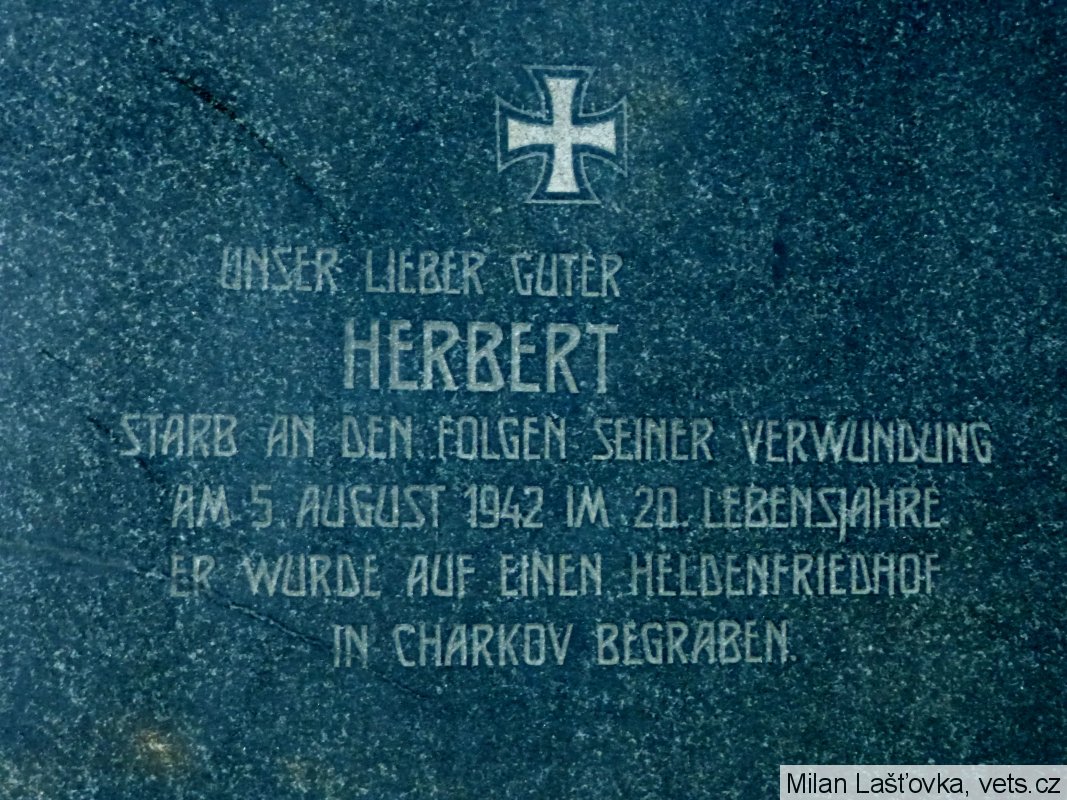 UNSER LIEBER GUTER
HERBERT
STARB AN DEN FOLGEN SEINER VERWUNDUNG
AM 5. AUGUST 1942 IM 20. LEBENSJAHRE
ER WURDE AUF EINEN HELDENFRIEDHOF
IN CHARKOV BEGRABEN.
Milan Lašťovka, vets.cz